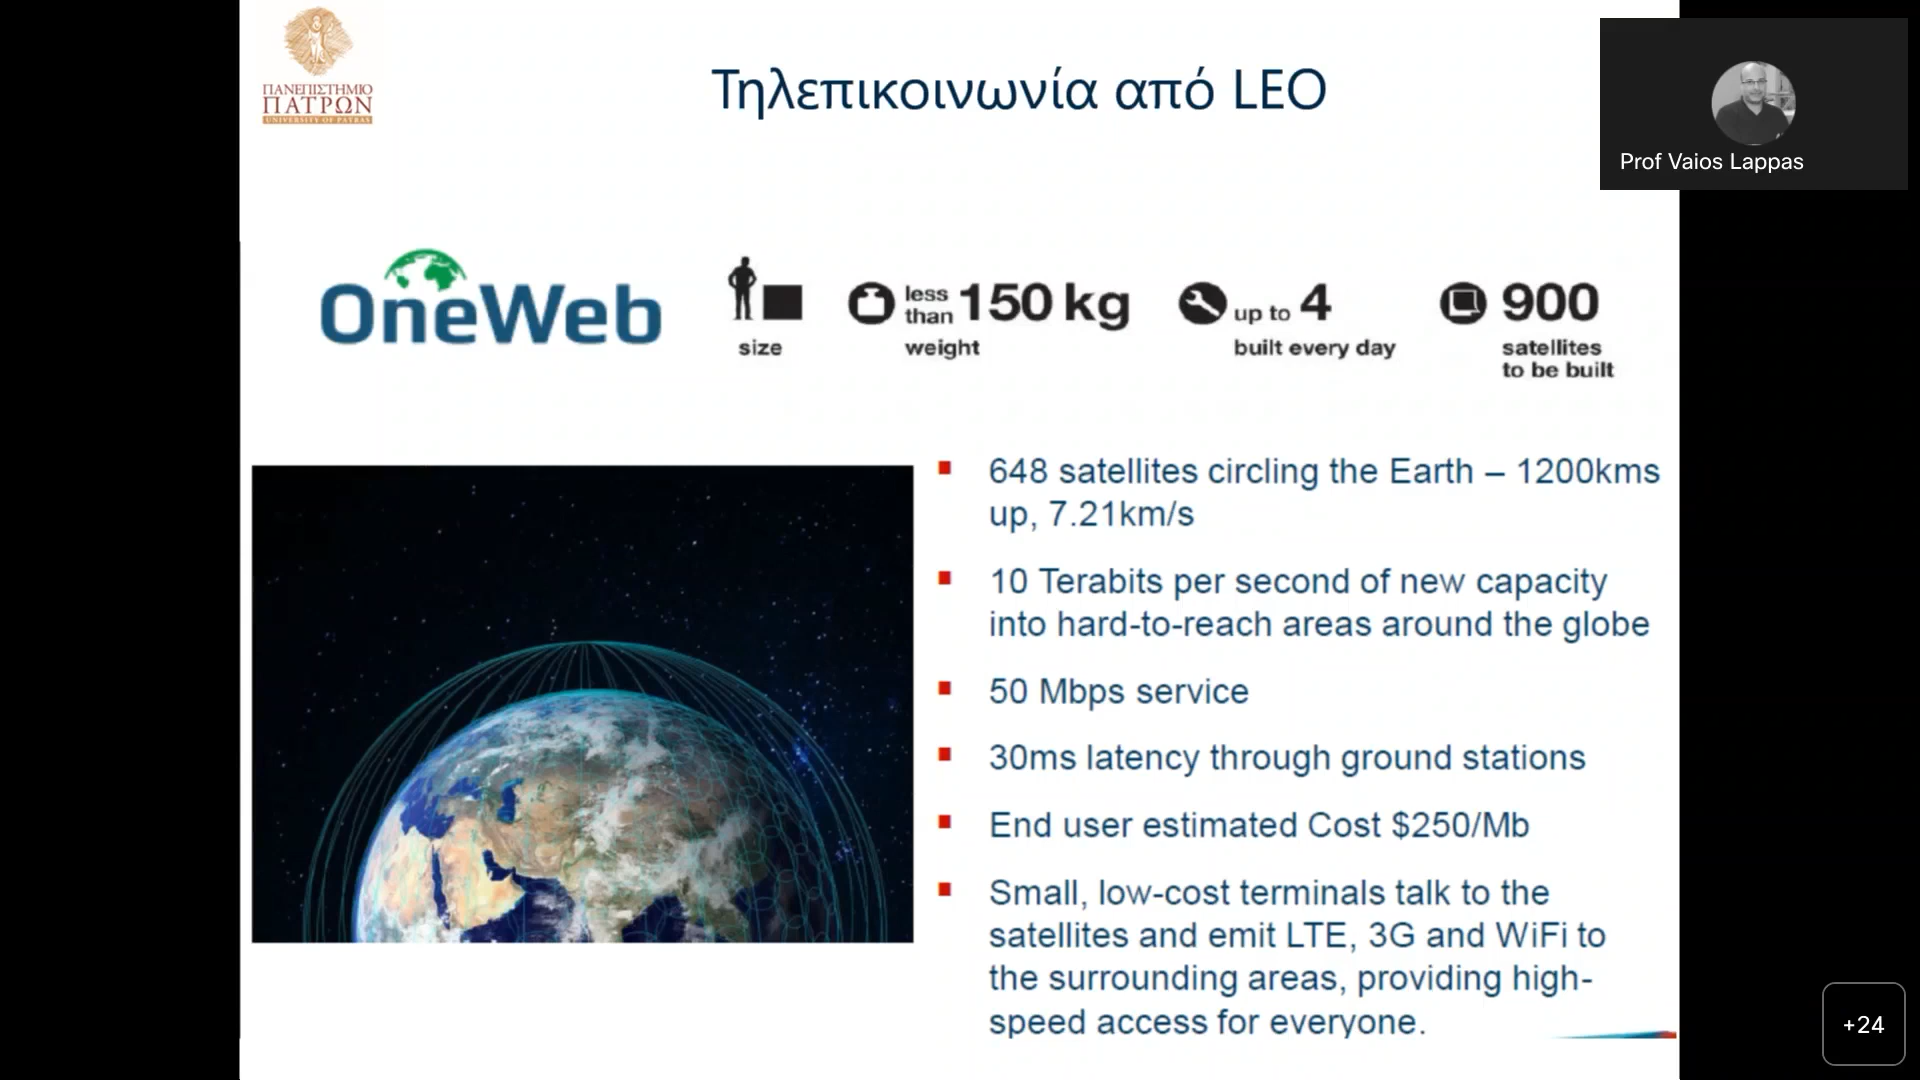 ΠΑΝΕΠΙΣΤΗΜΙΟ
ΠΑΤΡΩΝ
UNIVERSITY OF PATRAS
Τηλεπικοινωνία από LEO
Prof Vaios Lappas
OneWeb
size
less than 150 kg
weight
up to 4
built every day
900
satellites
to be built
▪ 648 satellites circling the Earth – 1200kms
up, 7.21km/s
▪ 10 Terabits per second of new capacity
into hard-to-reach areas around the globe
▪ 50 Mbps service
▪ 30ms latency through ground stations
▪ End user estimated Cost $250/Mb
▪ Small, low-cost terminals talk to the
satellites and emit LTE, 3G and WiFi to
the surrounding areas, providing high-
speed access for everyone.
+24